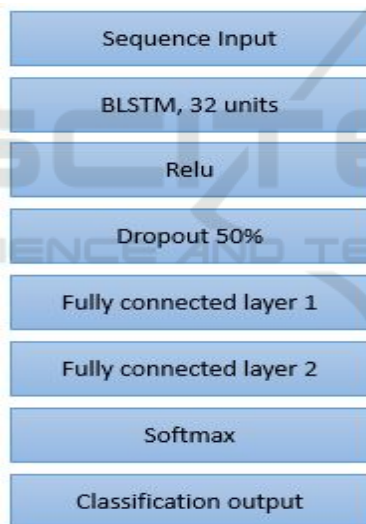 Sequence Input
BLSTM, 32 units
Relu
Dropout 50%
Fully connected layer 1
Fully connected layer 2
Softmax
Classification output